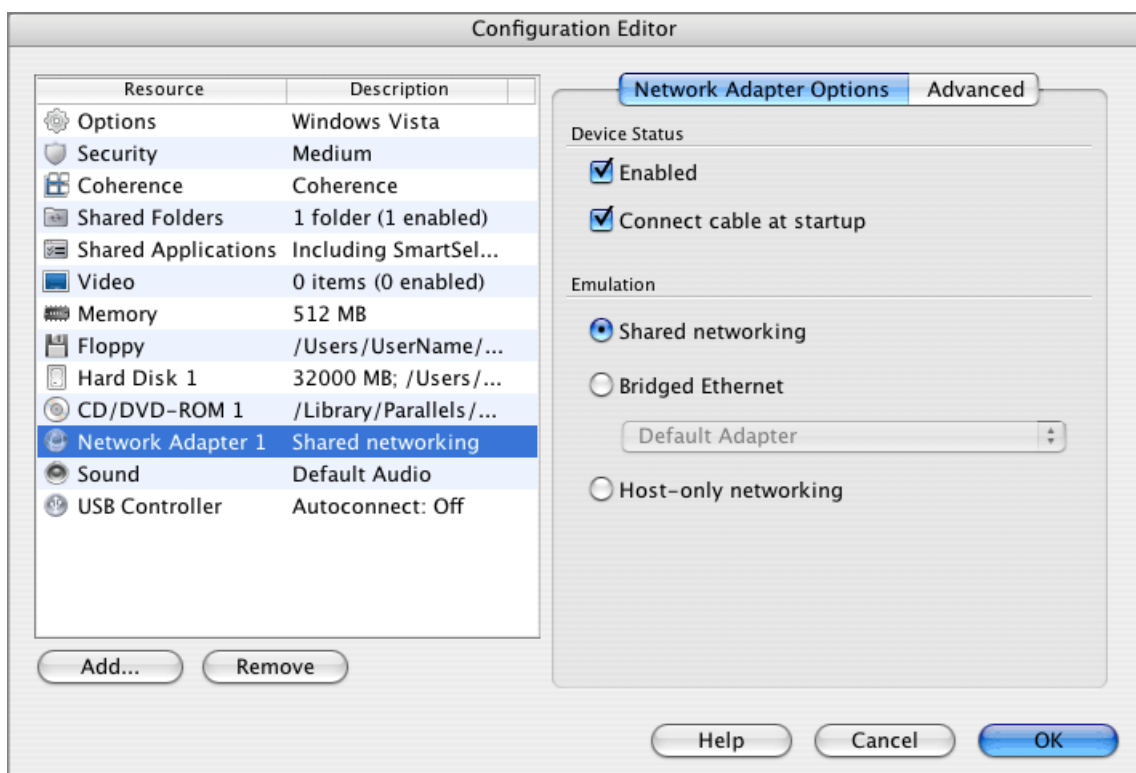 Configuration Editor
Resource Description
Options Windows Vista
Security Medium
Coherence Coherence
Shared Folders 1 folder (1 enabled)
Shared Applications Including SmartSel...
Video 0 items (0 enabled)
Memory 512 MB
Floppy /Users/UserName/...
Hard Disk 1 32000 MB; /Users/...
CD/DVD-ROM 1 /Library/Parallels/...
Network Adapter 1 Shared networking
Sound Default Audio
USB Controller Autoconnect: Off
Add... Remove
Network Adapter Options Advanced
Device Status
Enabled
Connect cable at startup
Emulation
Shared networking
Bridged Ethernet
Default Adapter
Host-only networking
Help Cancel OK